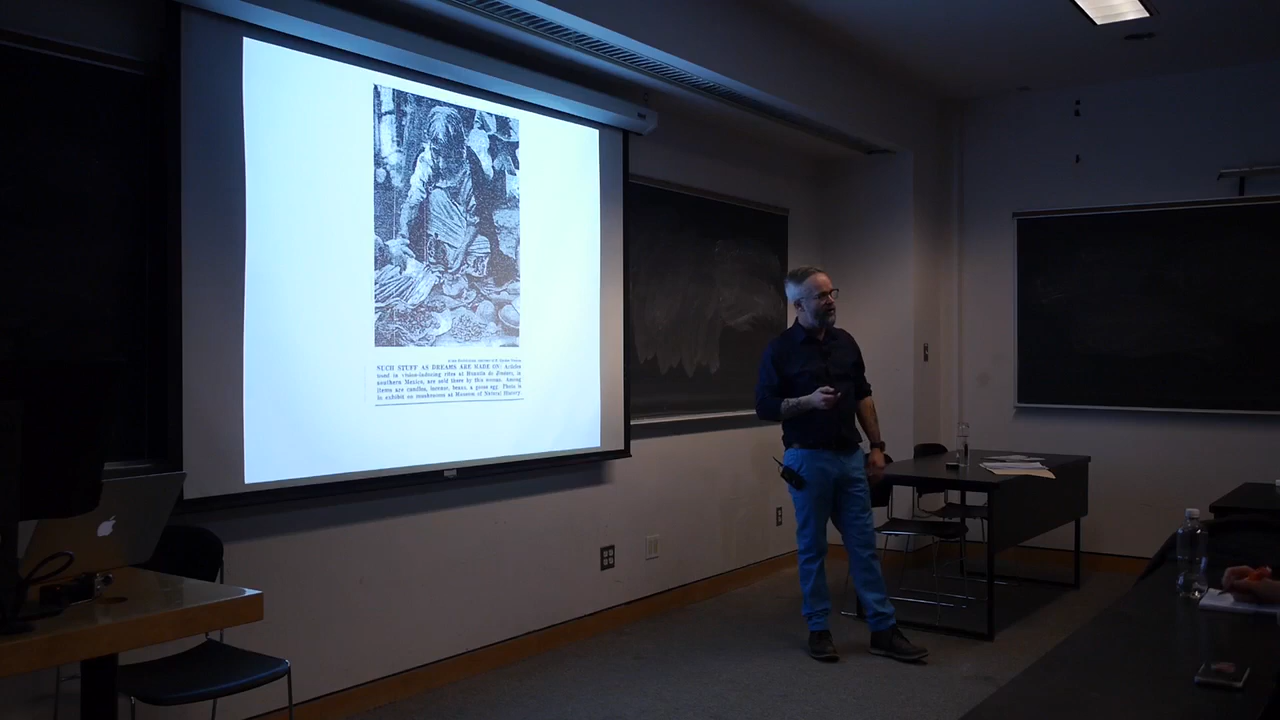 SUCH STUFF AS DREAMS ARE MADE ON: Articles
used in vision-inducing rites at Huautla de Jimenez, in
southern Mexico, are sold there by this woman. Among
items are candles, incense, beans, a goose egg. Photo is
in exhibit on mushrooms at Museum of Natural History.